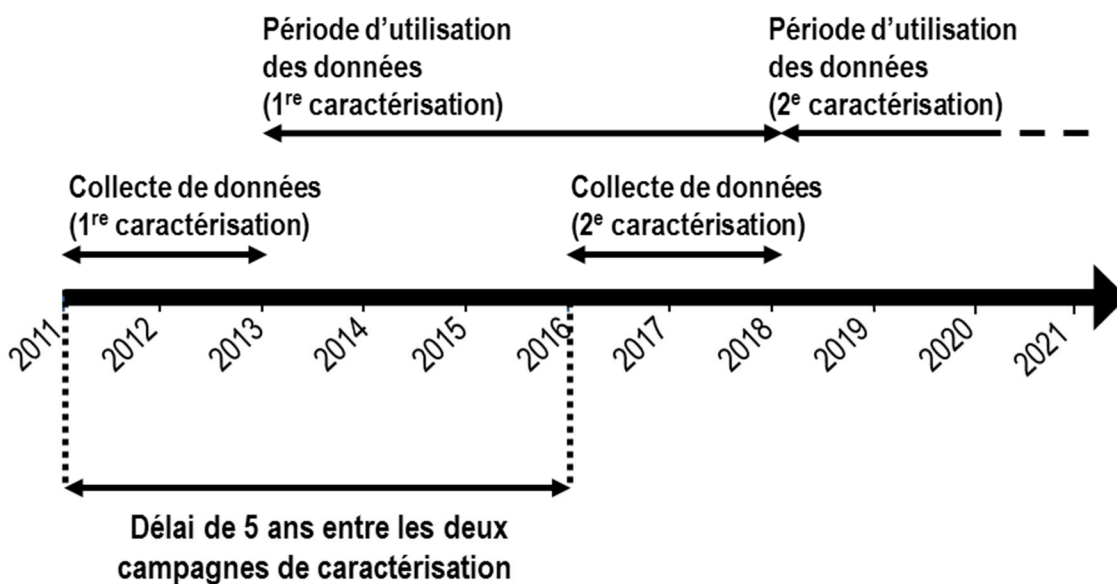 Période d’utilisation
des données
(1re caractérisation)
Période d’utilisation
des données
(2e caractérisation)
Collecte de données
(1re caractérisation)
Collecte de données
(2e caractérisation)
2011
2012
2013
2014
2015
2016
2017
2018
2019
2020
2021
Délai de 5 ans entre les deux
campagnes de caractérisation